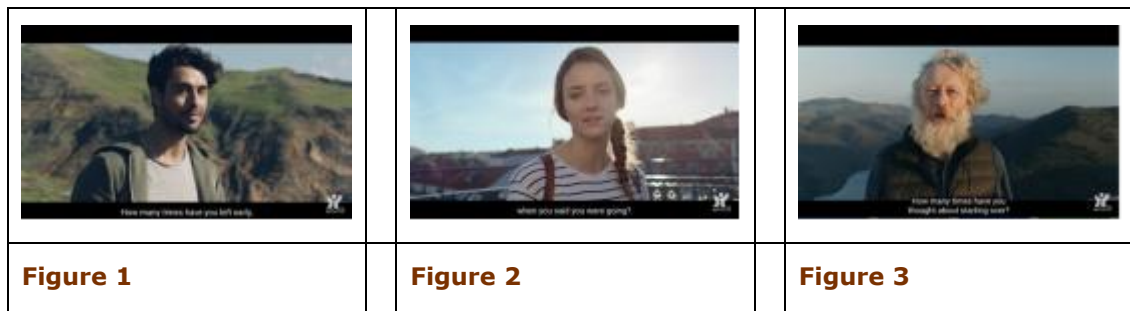 How many times have you left early,
when you said you were going?
How many times have you
thought about starting over?
Figure 1
Figure 2
Figure 3